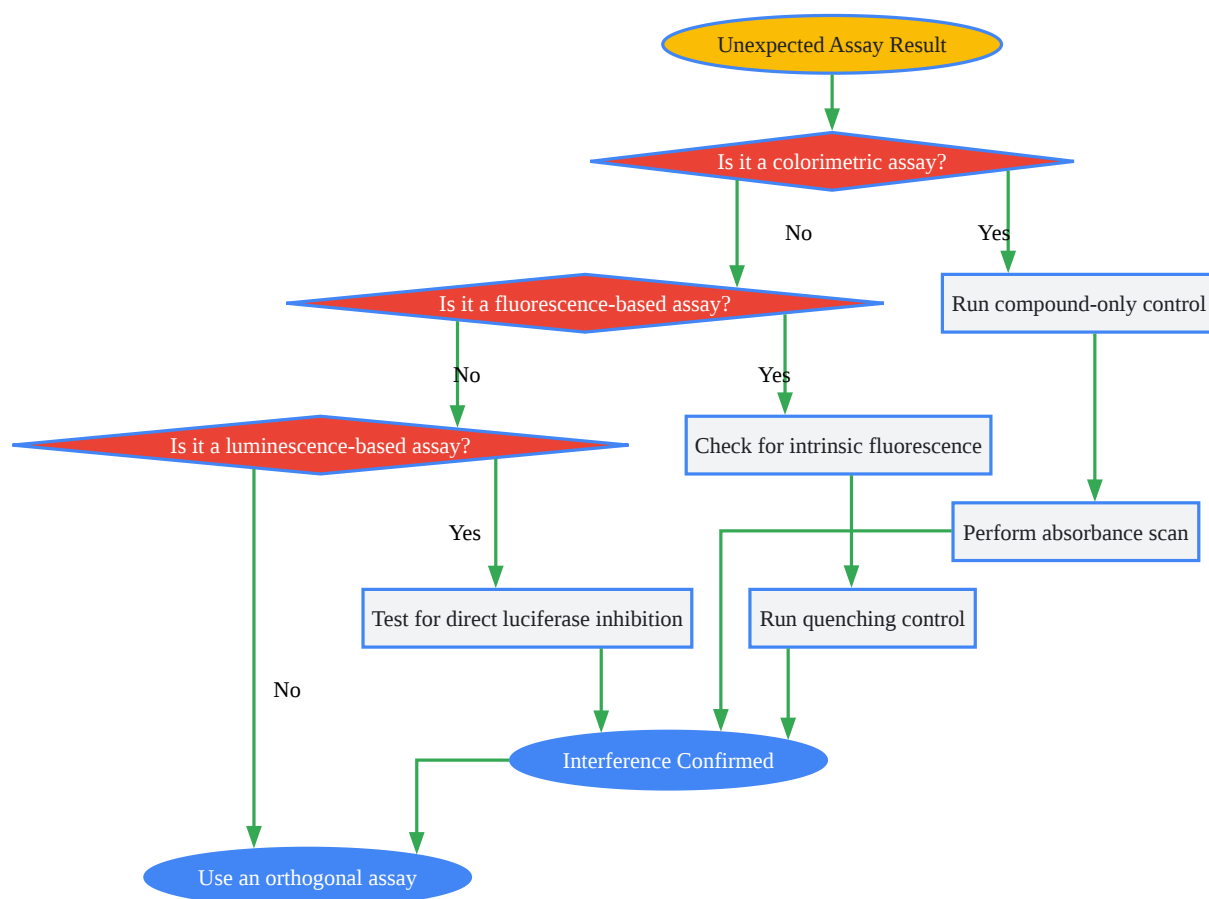 Unexpected Assay Result
Is it a colorimetric assay?
No
Yes
Is it a fluorescence-based assay?
Run compound-only control
No
Yes
Is it a luminescence-based assay?
Check for intrinsic fluorescence
Yes
Perform absorbance scan
Test for direct luciferase inhibition
Run quenching control
No
Interference Confirmed
Use an orthogonal assay